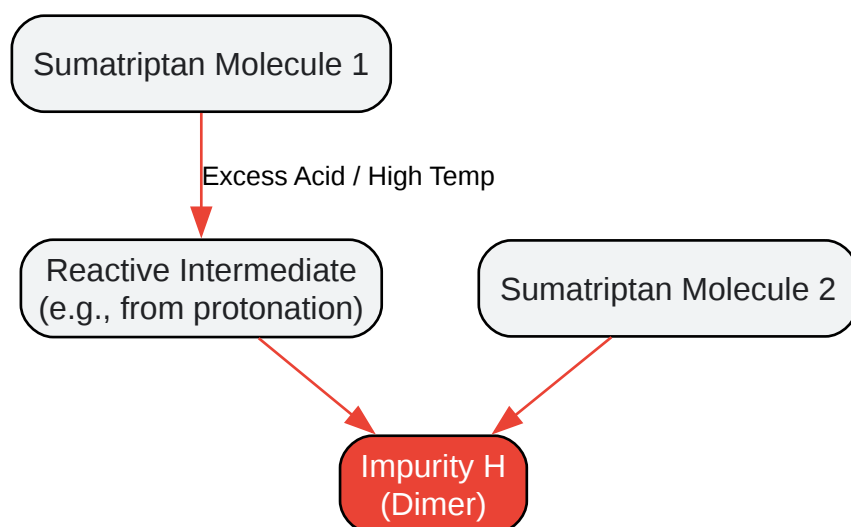 Sumatriptan Molecule 1
Excess Acid / High Temp
Reactive Intermediate
(e.g., from protonation)
Sumatriptan Molecule 2
Impurity H
(Dimer)